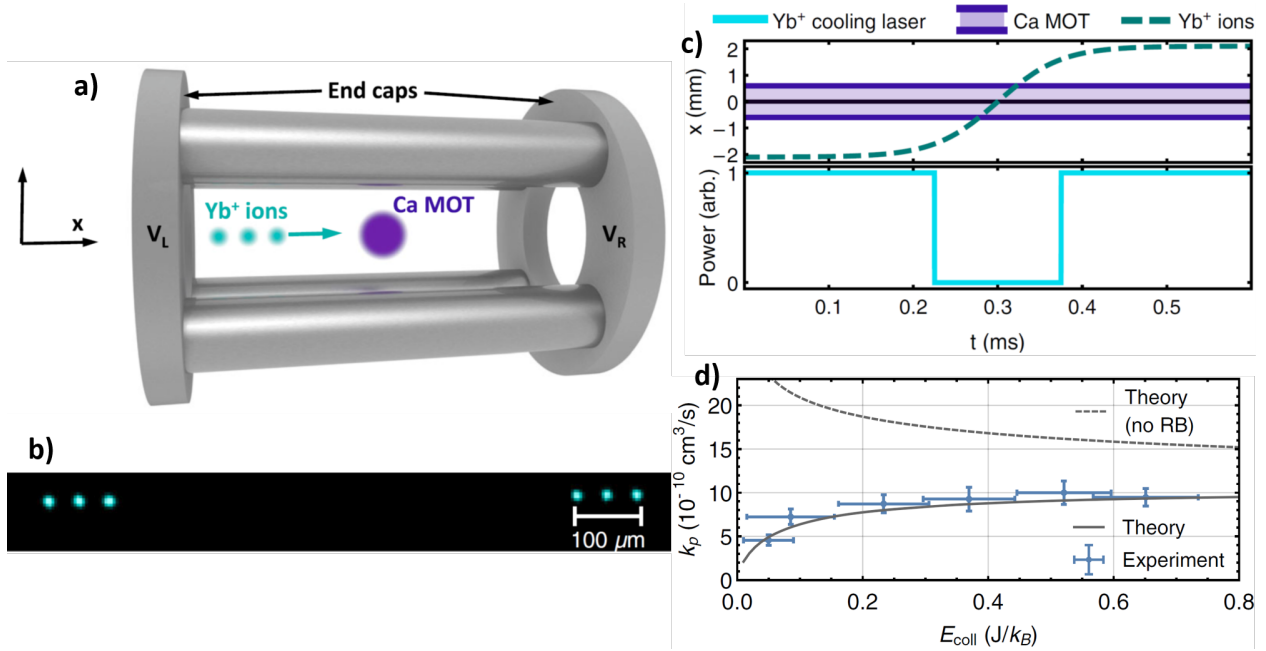 a)
End caps
Yb⁺ ions
Ca MOT
x
V_L
V_R
b)
100 μm
c)
Yb⁺ cooling laser
Ca MOT
Yb⁺ ions
x (mm)
2
1
0
−1
−2
Power (arb.)
1
0
0.1 0.2 0.3 0.4 0.5
t (ms)
d)
k_p (10⁻¹⁰ cm³/s)
20
15
10
5
0
Theory
(no RB)
Theory
Experiment
0.0 0.2 0.4 0.6 0.8
E_coll (J/k_B)